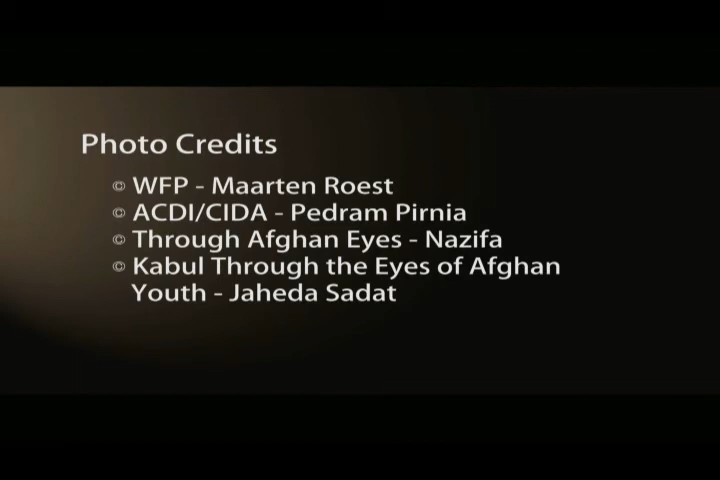 Photo Credits
© WFP - Maarten Roest
© ACDI/CIDA - Pedram Pirnia
© Through Afghan Eyes - Nazifa
© Kabul Through the Eyes of Afghan
Youth - Jaheda Sadat